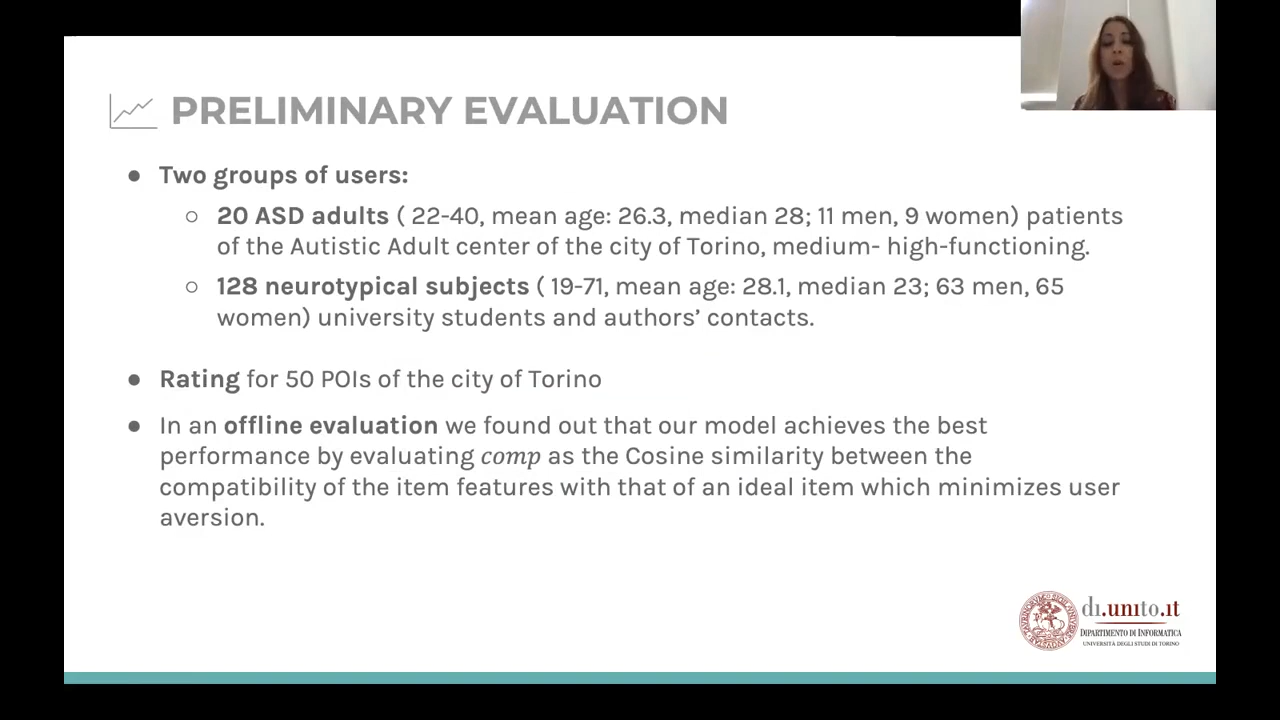 PRELIMINARY EVALUATION
● Two groups of users:
○ 20 ASD adults ( 22-40, mean age: 26.3, median 28; 11 men, 9 women) patients
of the Autistic Adult center of the city of Torino, medium- high-functioning.
○ 128 neurotypical subjects ( 19-71, mean age: 28.1, median 23; 63 men, 65
women) university students and authors’ contacts.
● Rating for 50 POIs of the city of Torino
● In an offline evaluation we found out that our model achieves the best
performance by evaluating comp as the Cosine similarity between the
compatibility of the item features with that of an ideal item which minimizes user
aversion.
di.unito.it
DIPARTIMENTO DI INFORMATICA
UNIVERSITÀ DEGLI STUDI DI TORINO